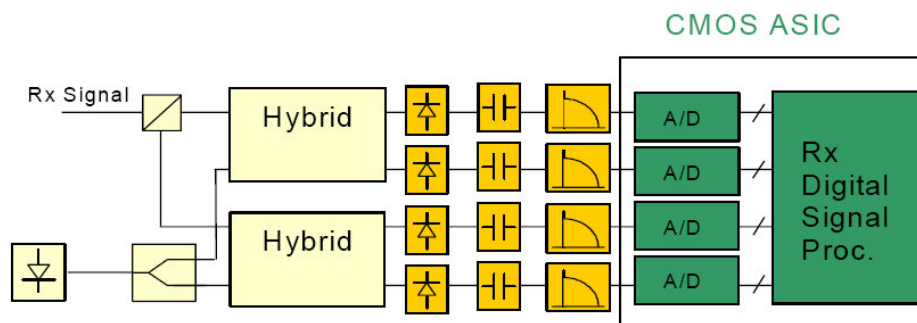 CMOS ASIC
Rx Signal
Hybrid
A/D
A/D
Hybrid
A/D
A/D
Rx
Digital
Signal
Proc.